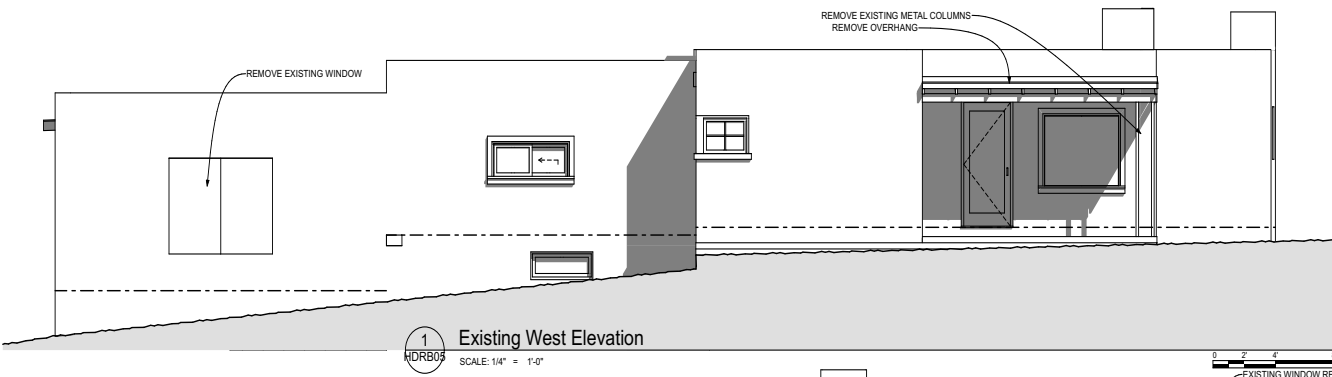 REMOVE EXISTING METAL COLUMNS
REMOVE OVERHANG
REMOVE EXISTING WINDOW
1
HDRB05
Existing West Elevation
SCALE: 1/4" = 1'-0"
0 2' 4'
EXISTING WINDOW RE